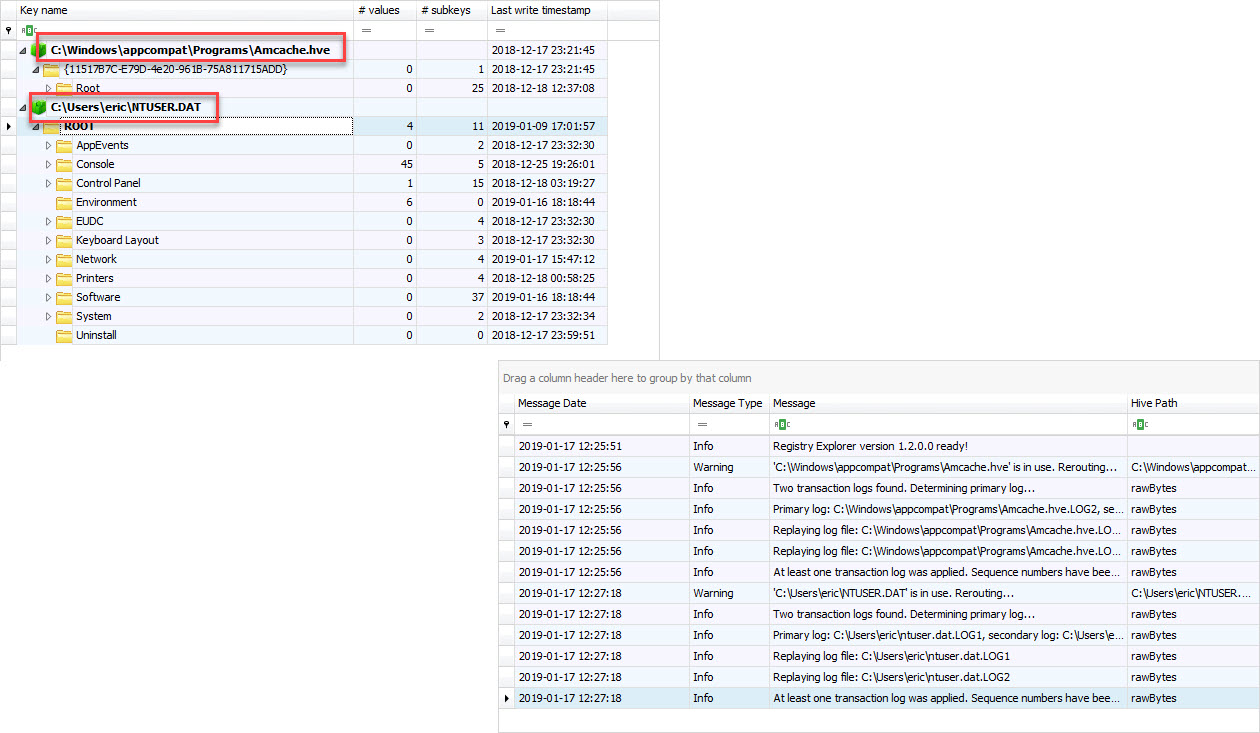 Key name # values # subkeys Last write timestamp
ABC = = =
C:\Windows\appcompat\Programs\Amcache.hve 2018-12-17 23:21:45
{11517B7C-E79D-4e20-961B-75A811715ADD} 0 1 2018-12-17 23:21:45
Root 0 25 2018-12-18 12:37:08
C:\Users\eric\NTUSER.DAT
ROOT 4 11 2019-01-09 17:01:57
AppEvents 0 2 2018-12-17 23:32:30
Console 45 5 2018-12-25 19:26:01
Control Panel 1 15 2018-12-18 03:19:27
Environment 6 0 2019-01-16 18:18:44
EUDC 0 4 2018-12-17 23:32:30
Keyboard Layout 0 3 2018-12-17 23:32:30
Network 0 4 2019-01-17 15:47:12
Printers 0 4 2018-12-18 00:58:25
Software 0 37 2019-01-16 18:18:44
System 0 2 2018-12-17 23:32:34
Uninstall 0 0 2018-12-17 23:59:51
Drag a column header here to group by that column
Message Date Message Type Message Hive Path
= = ABC ABC
2019-01-17 12:25:51 Info Registry Explorer version 1.2.0.0 ready!
2019-01-17 12:25:56 Warning 'C:\Windows\appcompat\Programs\Amcache.hve' is in use. Rerouting... C:\Windows\appcompat...
2019-01-17 12:25:56 Info Two transaction logs found. Determining primary log... rawBytes
2019-01-17 12:25:56 Info Primary log: C:\Windows\appcompat\Programs\Amcache.hve.LOG2, se... rawBytes
2019-01-17 12:25:56 Info Replaying log file: C:\Windows\appcompat\Programs\Amcache.hve.LO... rawBytes
2019-01-17 12:25:56 Info Replaying log file: C:\Windows\appcompat\Programs\Amcache.hve.LO... rawBytes
2019-01-17 12:25:56 Info At least one transaction log was applied. Sequence numbers have bee... rawBytes
2019-01-17 12:27:18 Warning 'C:\Users\eric\NTUSER.DAT' is in use. Rerouting... C:\Users\eric\NTUSER....
2019-01-17 12:27:18 Info Two transaction logs found. Determining primary log... rawBytes
2019-01-17 12:27:18 Info Primary log: C:\Users\eric\ntuser.dat.LOG1, secondary log: C:\Users\e... rawBytes
2019-01-17 12:27:18 Info Replaying log file: C:\Users\eric\ntuser.dat.LOG1 rawBytes
2019-01-17 12:27:18 Info Replaying log file: C:\Users\eric\ntuser.dat.LOG2 rawBytes
2019-01-17 12:27:18 Info At least one transaction log was applied. Sequence numbers have bee... rawBytes